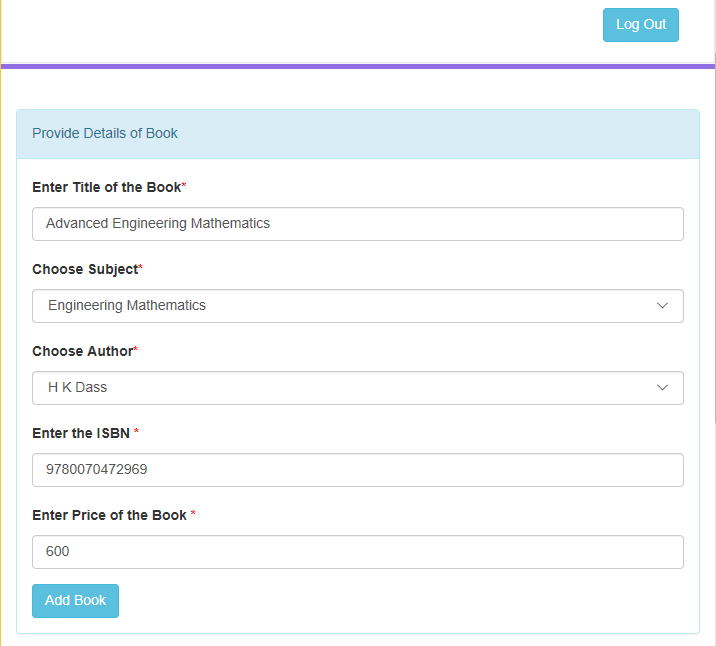 Log Out
Provide Details of Book
Enter Title of the Book*
Advanced Engineering Mathematics
Choose Subject*
Engineering Mathematics
Choose Author*
H K Dass
Enter the ISBN *
9780070472969
Enter Price of the Book *
600
Add Book